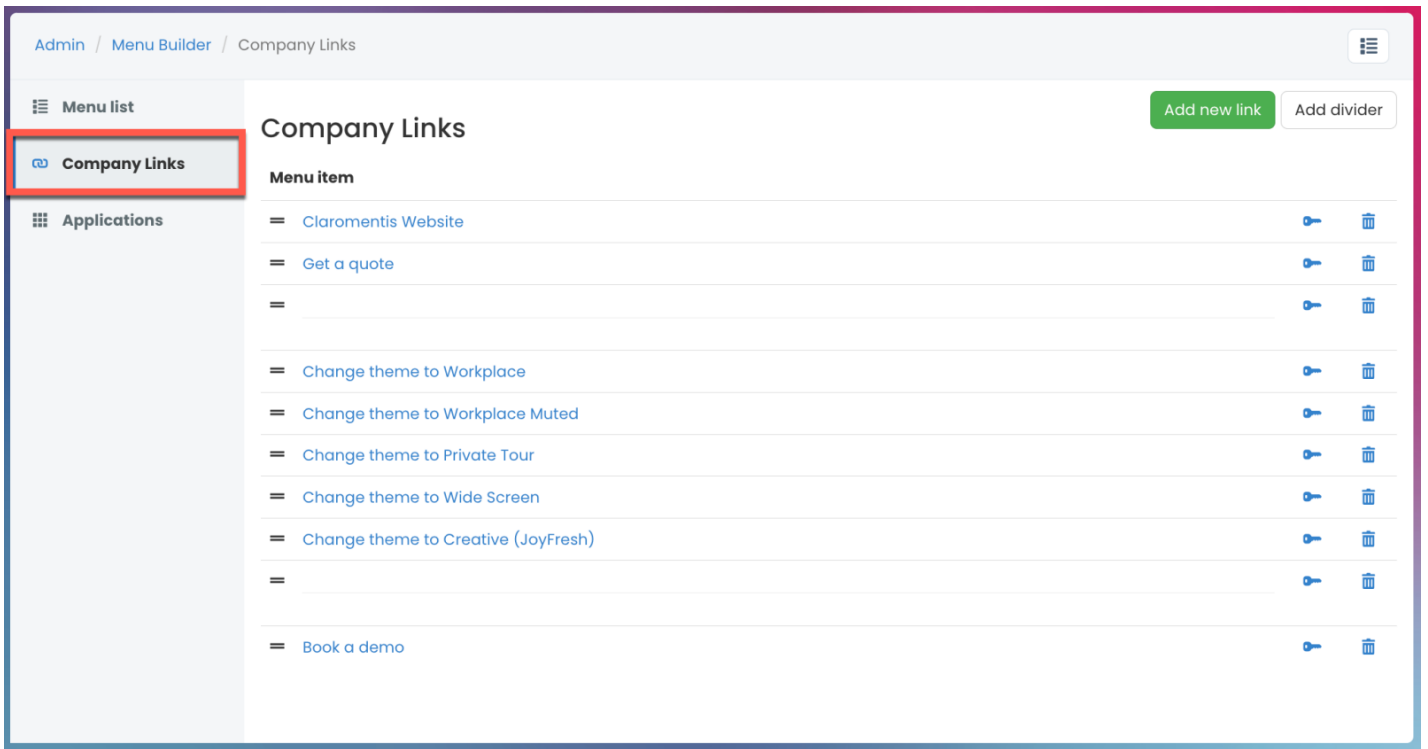 Admin / Menu Builder / Company Links
Menu list
Company Links
Applications
Add new link
Add divider
Company Links
Menu item
Claromentis Website
Get a quote
Change theme to Workplace
Change theme to Workplace Muted
Change theme to Private Tour
Change theme to Wide Screen
Change theme to Creative (JoyFresh)
Book a demo